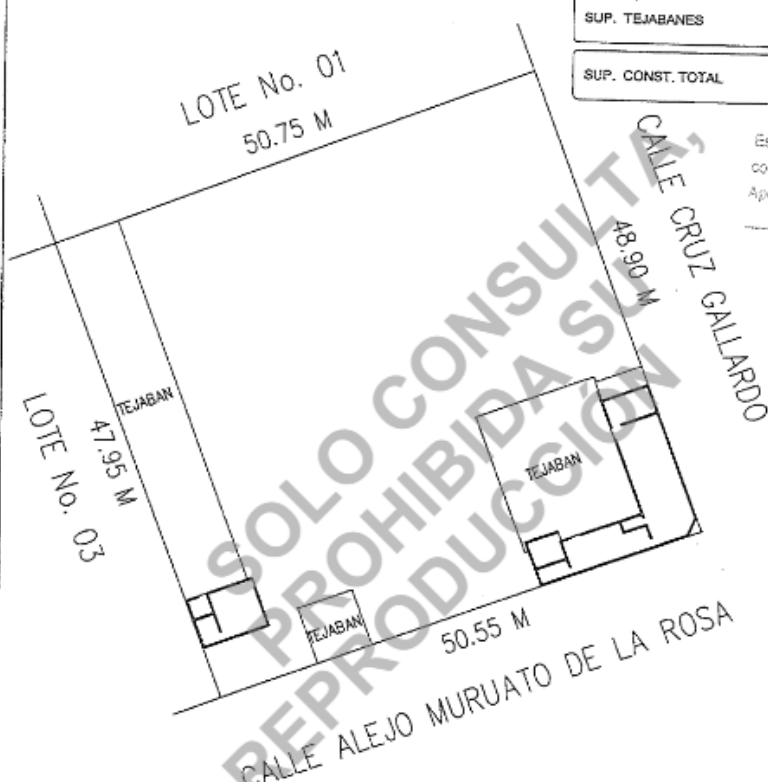 SUP. TEJABANES
SUP. CONST. TOTAL
LOTE No. 01
50.75 M
CALLE CRUZ GALLARDO
48.90 M
TEJABAN
LOTE No. 03
47.95 M
TEJABAN
TEJABAN
50.55 M
CALLE ALEJO MURUATO DE LA ROSA
SOLO CONSULTA,
PROHIBIDA SU
REPRODUCCIÓN